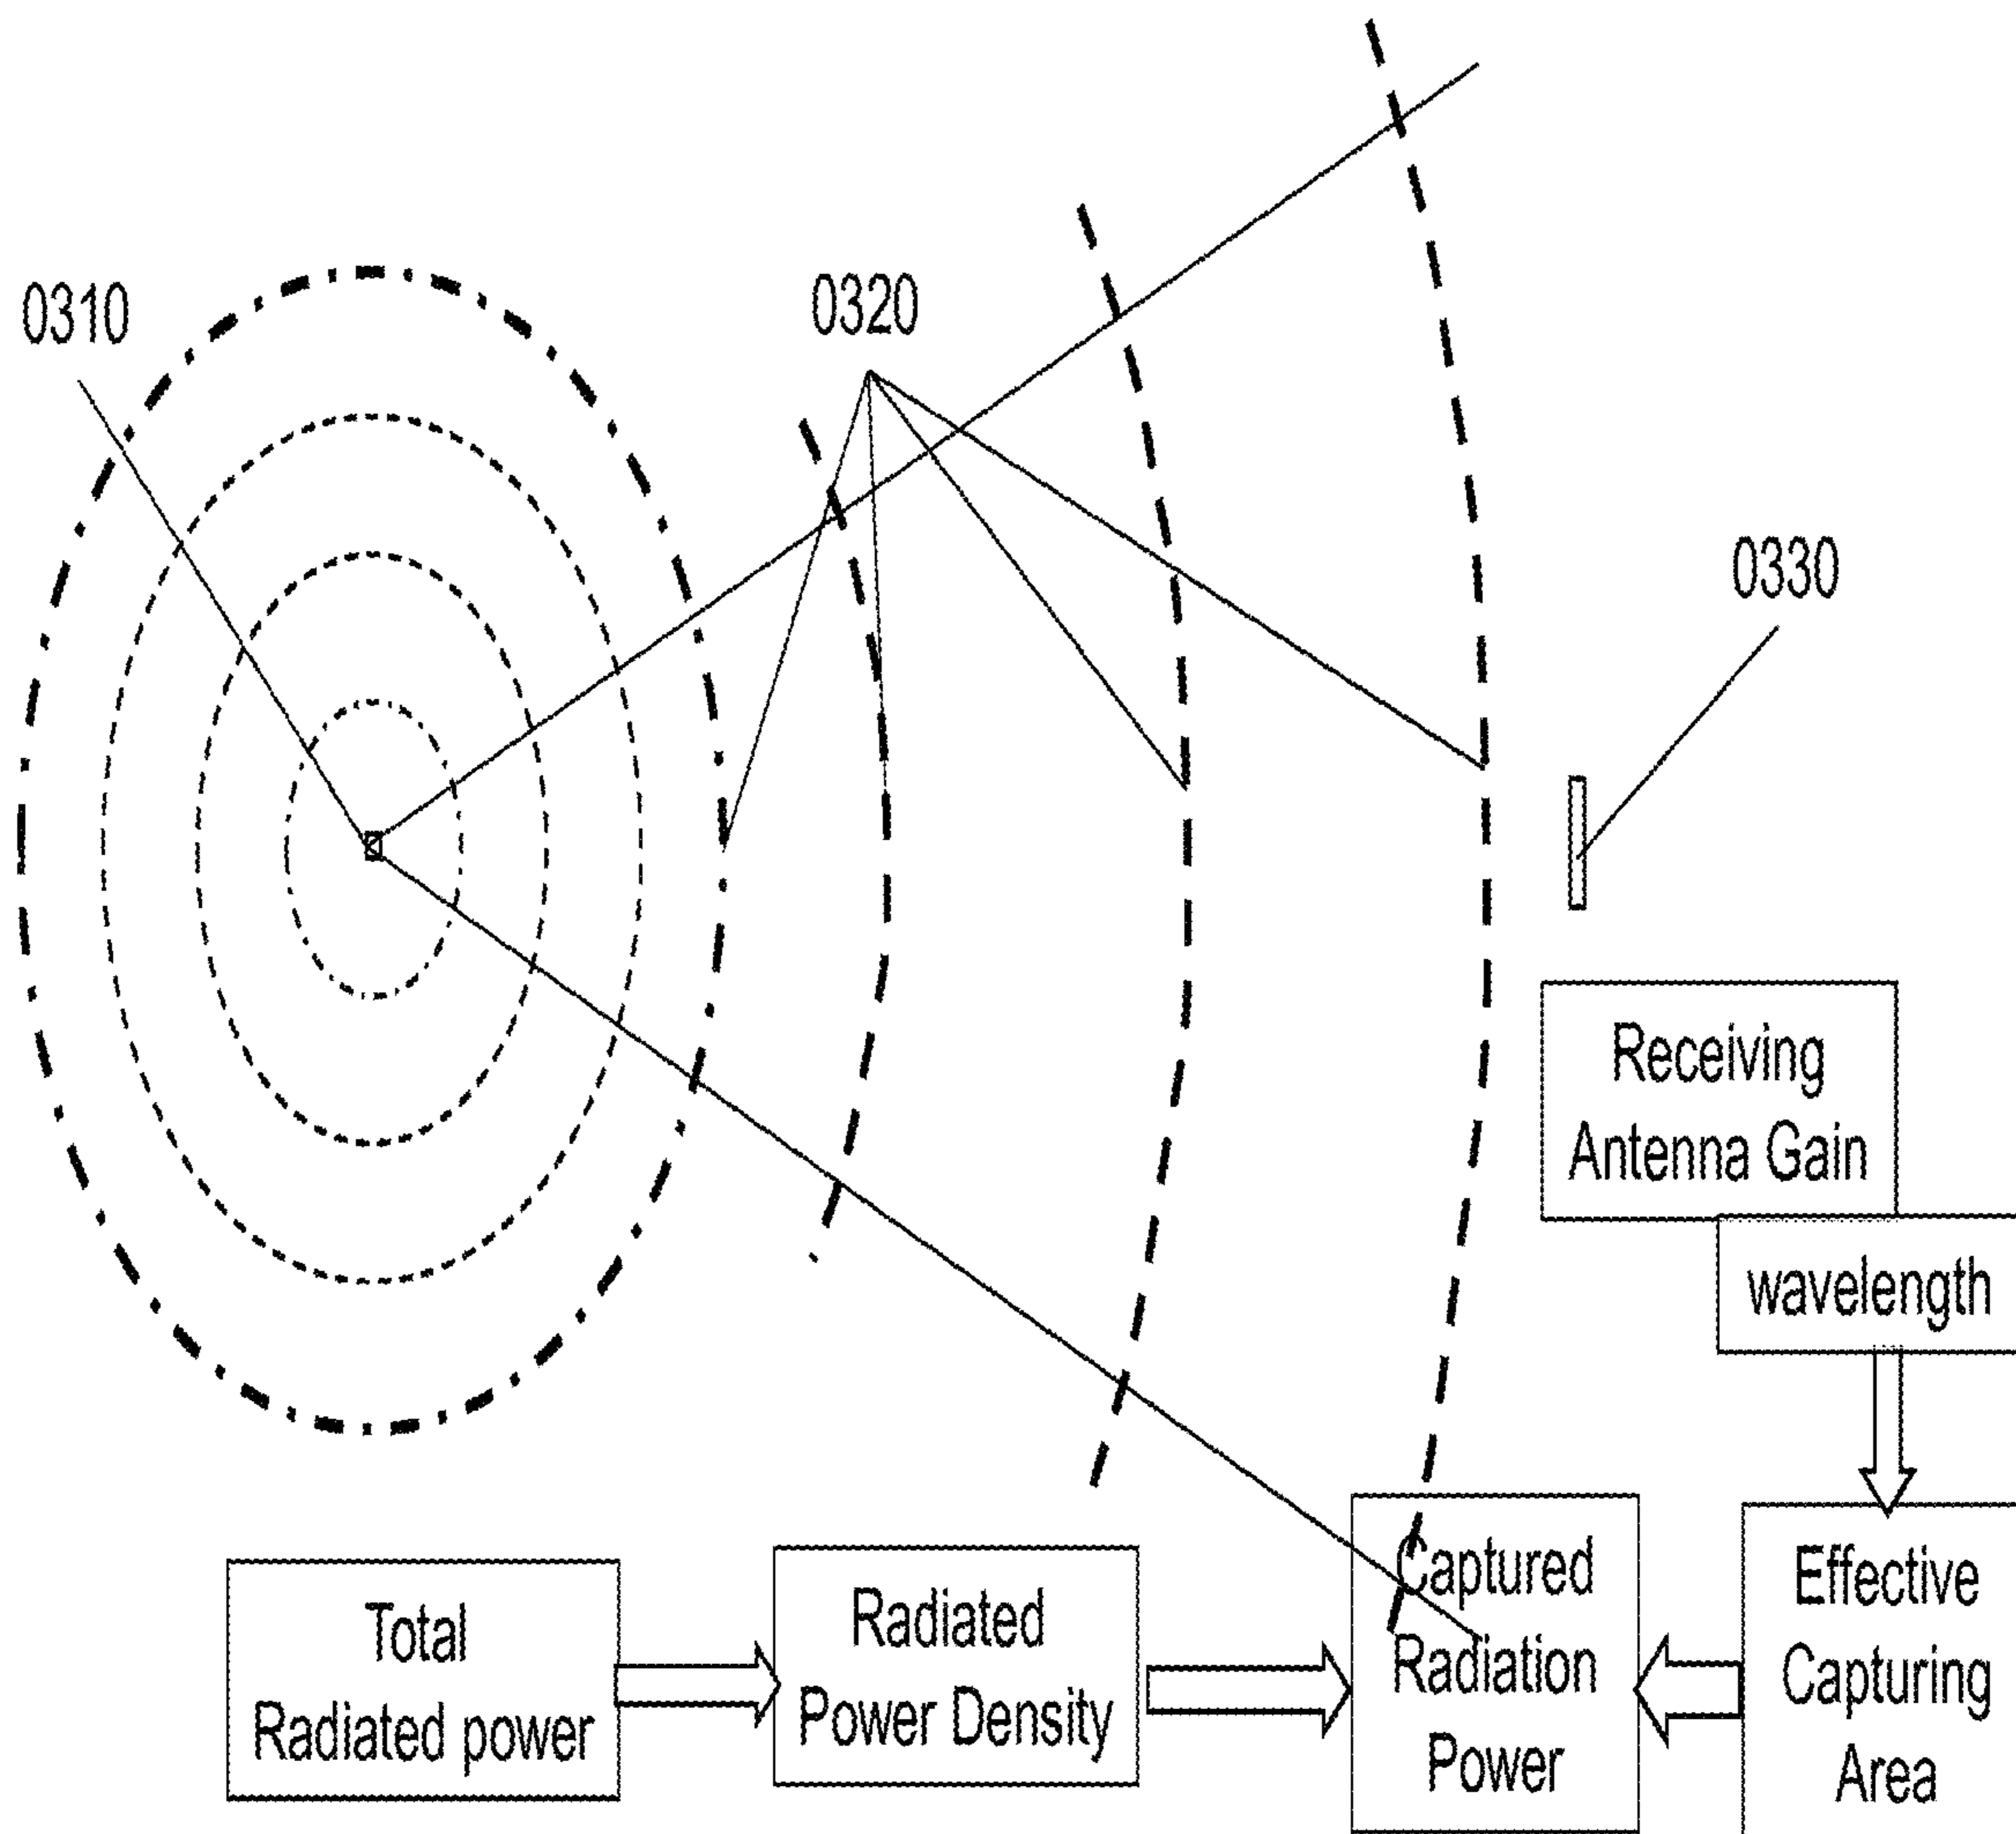 0310
0320
0330
Receiving
Antenna Gain
wavelength
Total
Radiated power
Radiated
Power Density
Captured
Radiation
Power
Effective
Capturing
Area